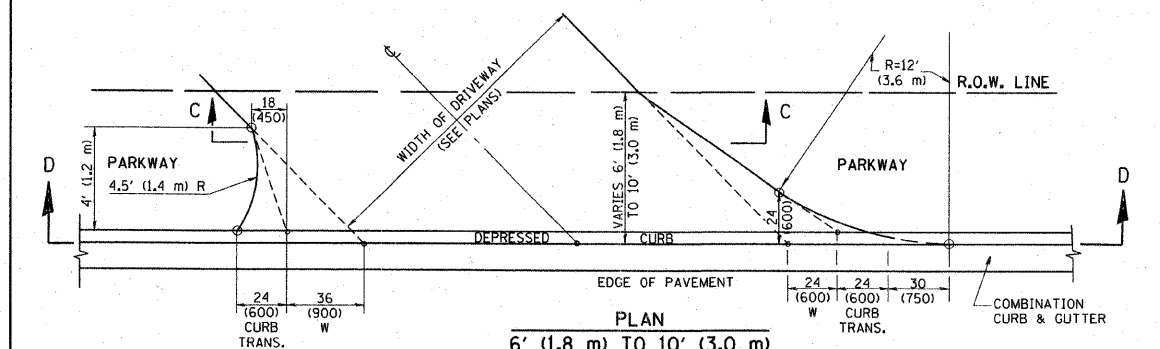 ℄
WIDTH OF DRIVEWAY
(SEE PLANS)
R=12'
(3.6 m)
R.O.W. LINE
C
18
(450)
C
4' (1.2 m)
D
PARKWAY
4.5' (1.4 m) R
VARIES 6' (1.8 m)
TO 10' (3.0 m)
PARKWAY
D
24
(600)
DEPRESSED CURB
EDGE OF PAVEMENT
24
(600)
CURB
TRANS.
36
(900)
W
24
(600)
W
24
(600)
CURB
TRANS.
30
(750)
COMBINATION
CURB & GUTTER
PLAN
6' (1.8 m) TO 10' (3.0 m)